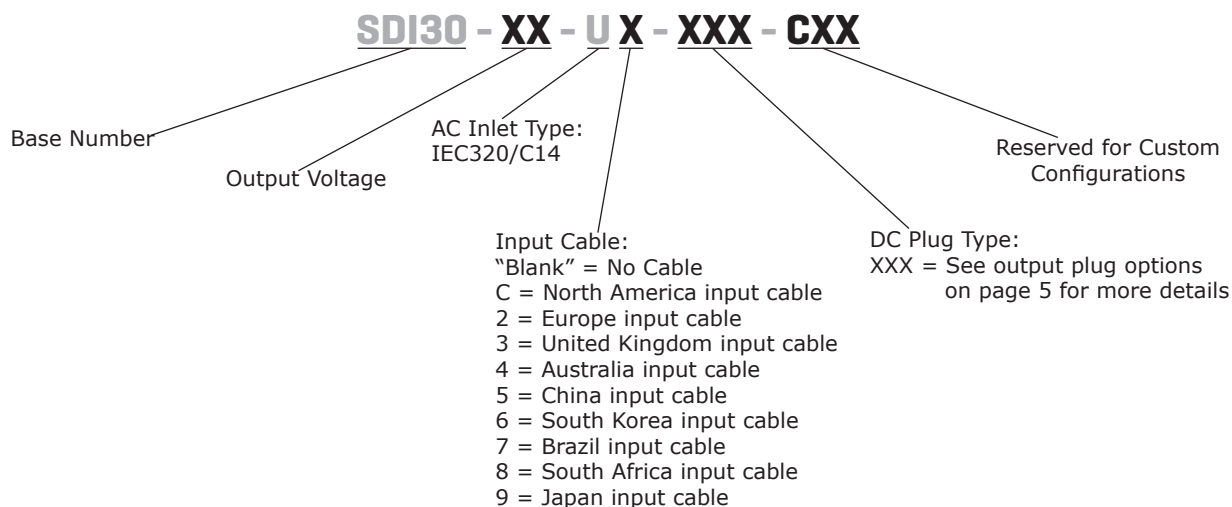 SDI30 - XX - U X - XXX - CXX
Base Number
Output Voltage
AC Inlet Type:
IEC320/C14
Input Cable:
“Blank” = No Cable
C = North America input cable
2 = Europe input cable
3 = United Kingdom input cable
4 = Australia input cable
5 = China input cable
6 = South Korea input cable
7 = Brazil input cable
8 = South Africa input cable
9 = Japan input cable
DC Plug Type:
XXX = See output plug options
on page 5 for more details
Reserved for Custom
Configurations